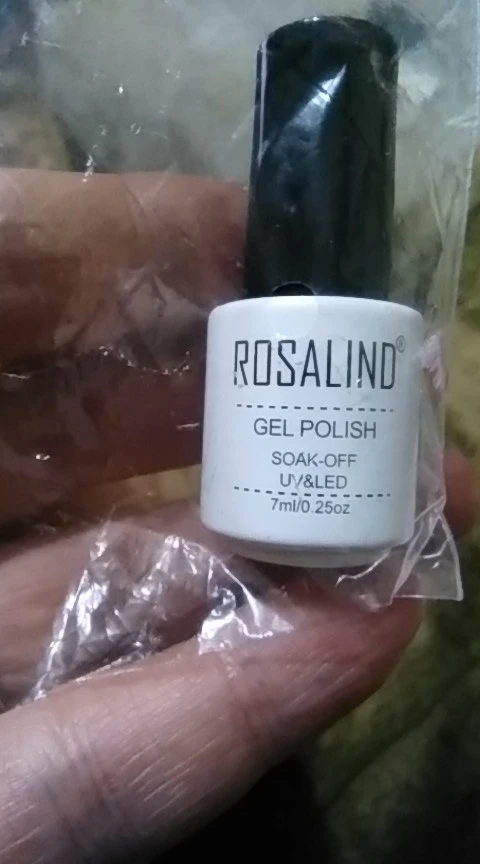 ROSALIND®
GEL POLISH
SOAK-OFF
UV&LED
7ml/0.25oz